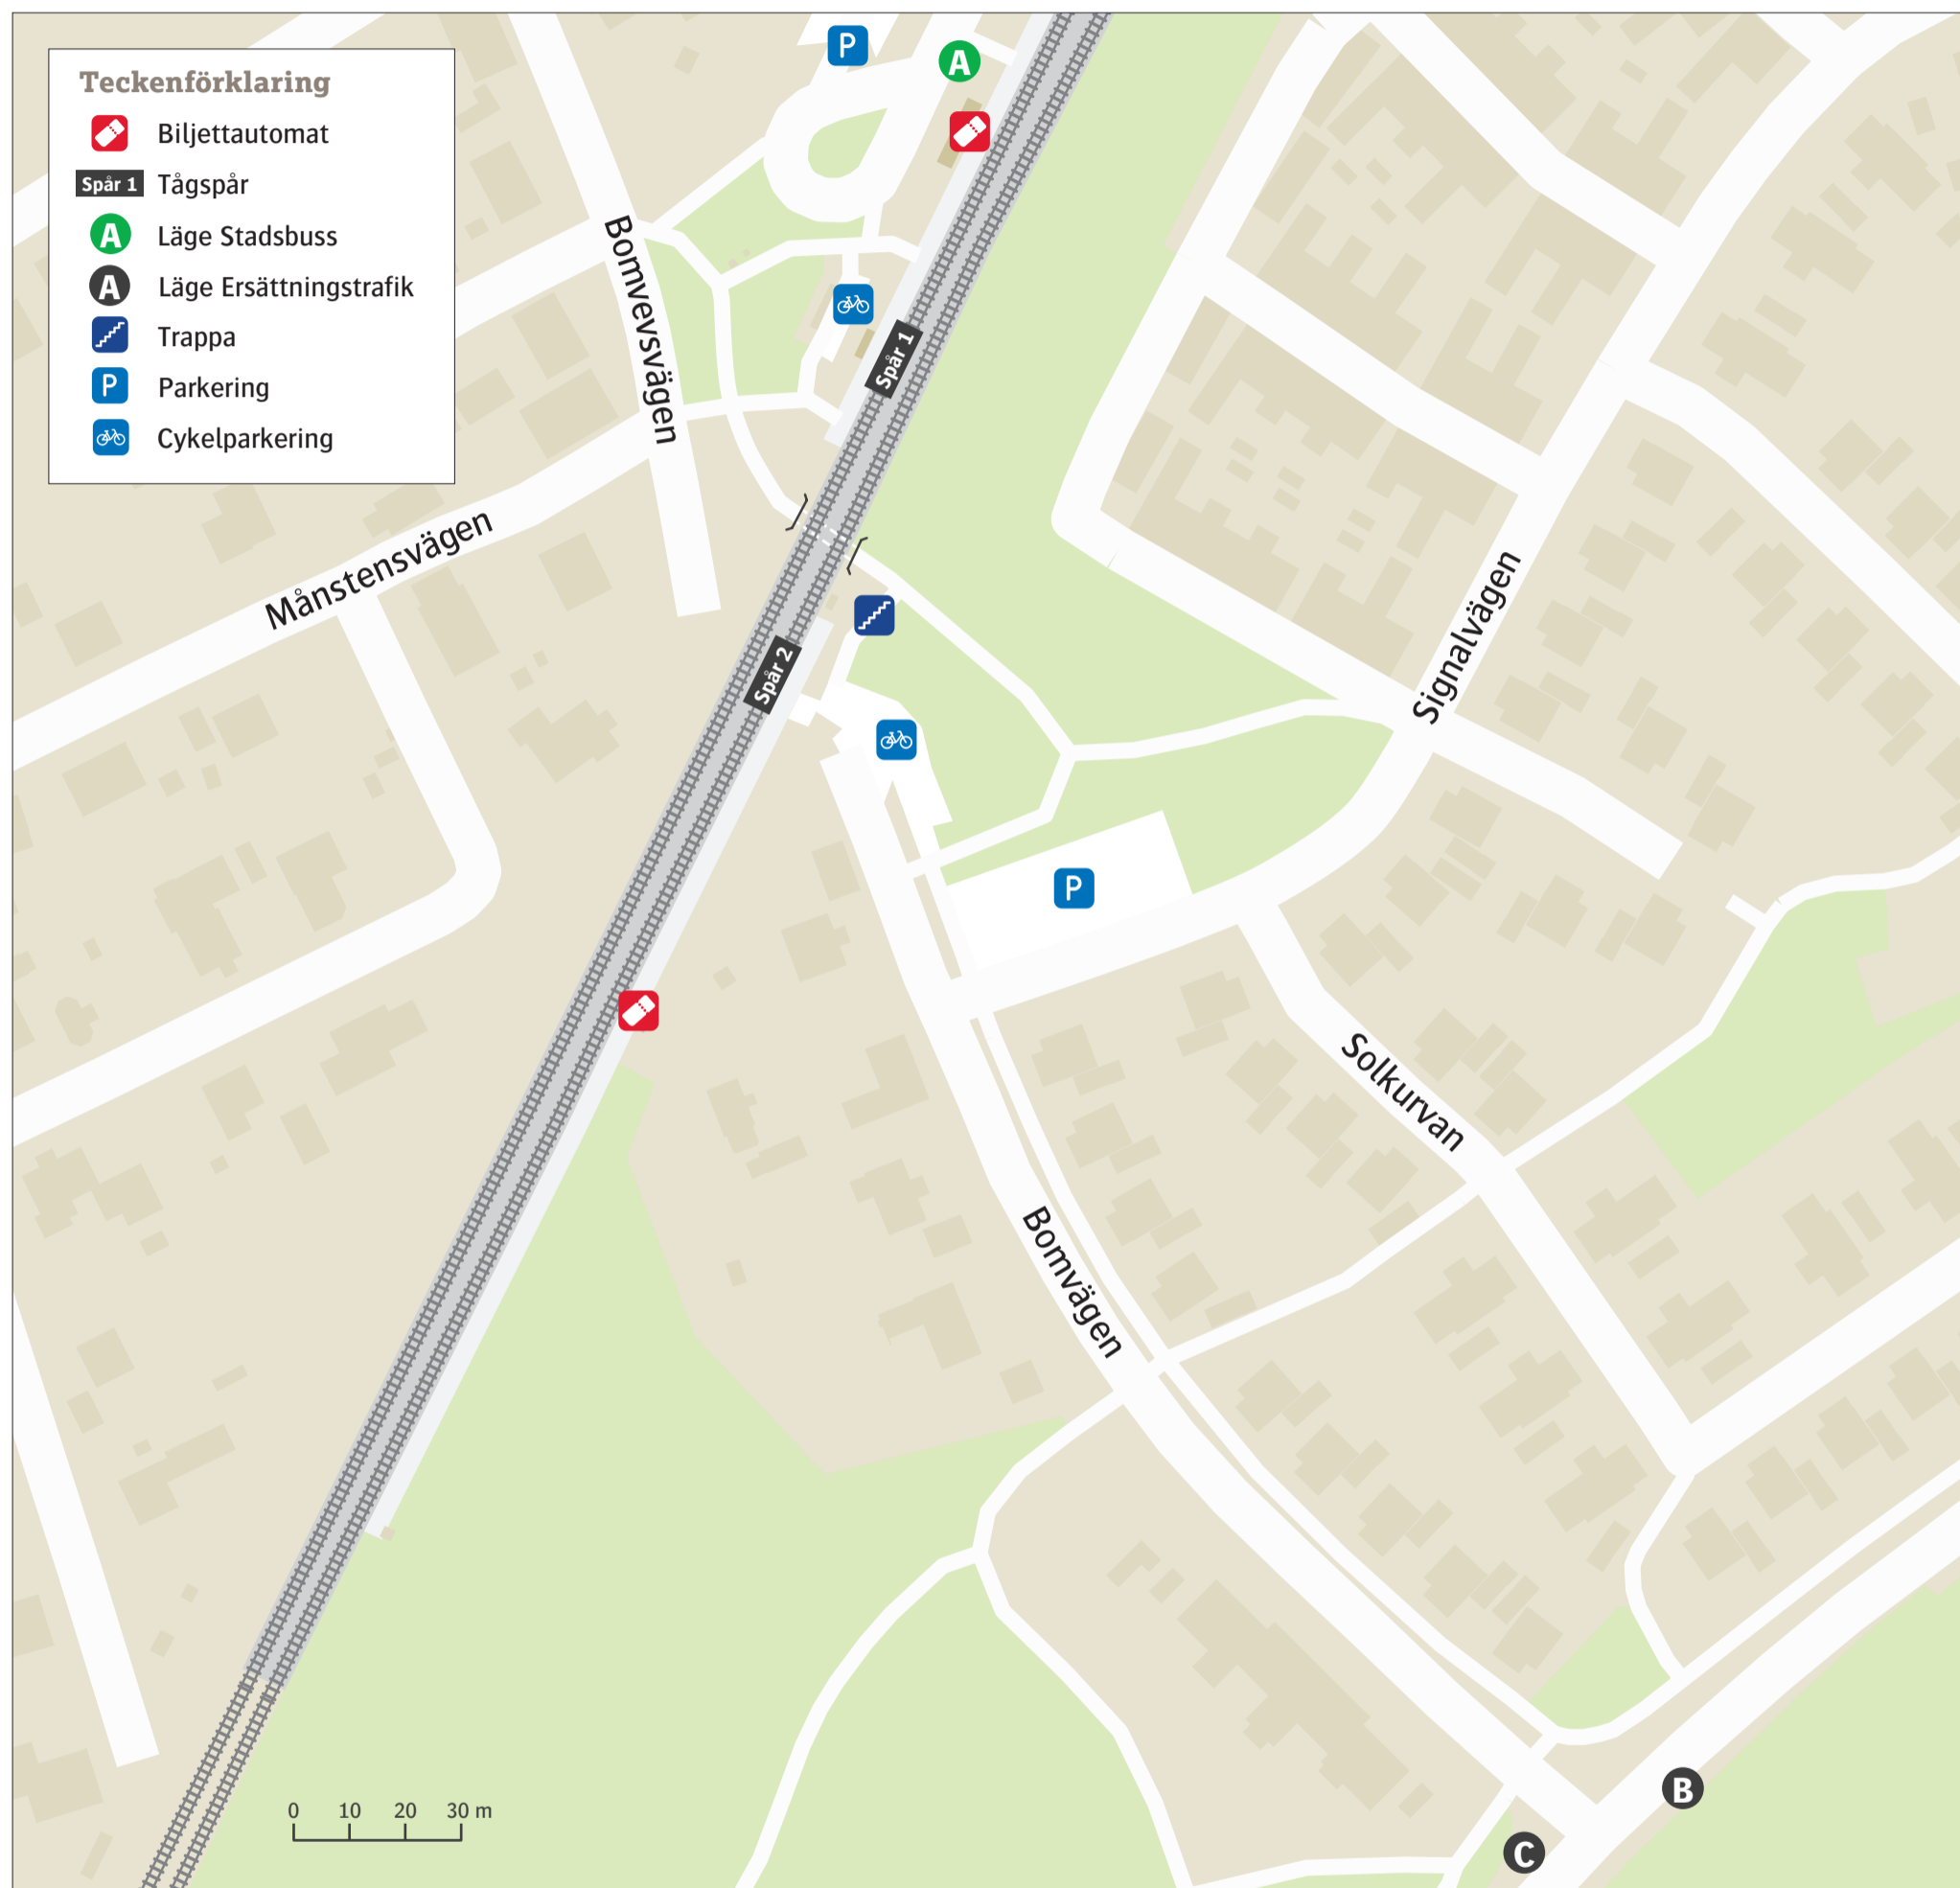 P
A
Teckenförklaring
Biljettautomat
Spår 1 Tågspår
A Läge Stadsbuss
A Läge Ersättningstrafik
Trappa
P Parkering
Cykelparkering
Bomvevsvägen
Spår 1
Månstensvägen
Signalvägen
Spår 2
P
Solkurvan
Bomvägen
B
C
0 10 20 30 m